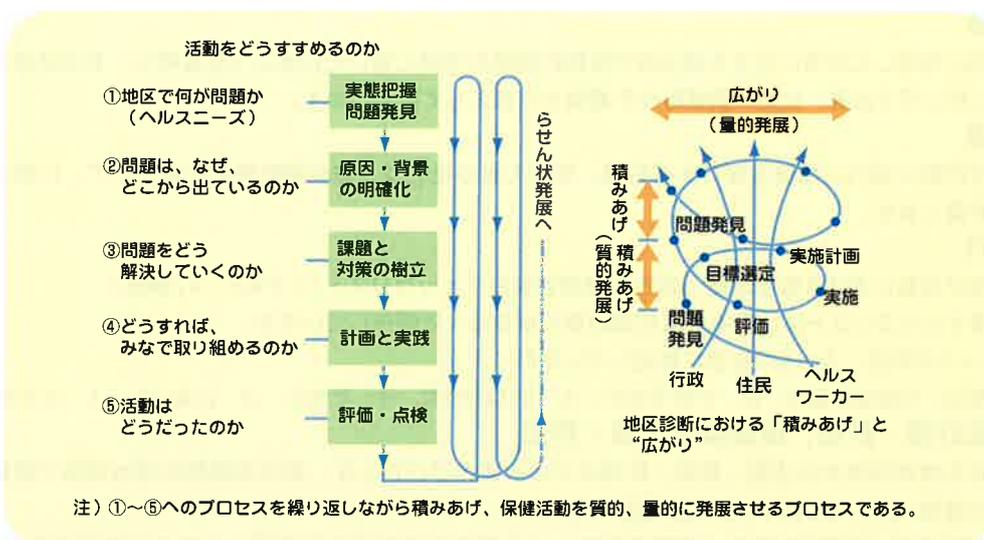 活動をどうすすめるのか
①地区で何が問題か
（ヘルスニーズ）
実態把握
問題発見
②問題は、なぜ、
どこから出ているのか
原因・背景
の明確化
③問題をどう
解決していくのか
課題と
対策の樹立
④どうすれば、
みなで取り組めるのか
計画と実践
⑤活動は
どうだったのか
評価・点検
らせん状発展へ
広がり
（量的発展）
積みあげ
積みあげ
（質的発展）
問題発見
実施計画
目標選定
実施
問題
発見
評価
行政
住民
ヘルス
ワーカー
地区診断における「積みあげ」と
“広がり”
注）①～⑤へのプロセスを繰り返しながら積みあげ、保健活動を質的、量的に発展させるプロセスである。